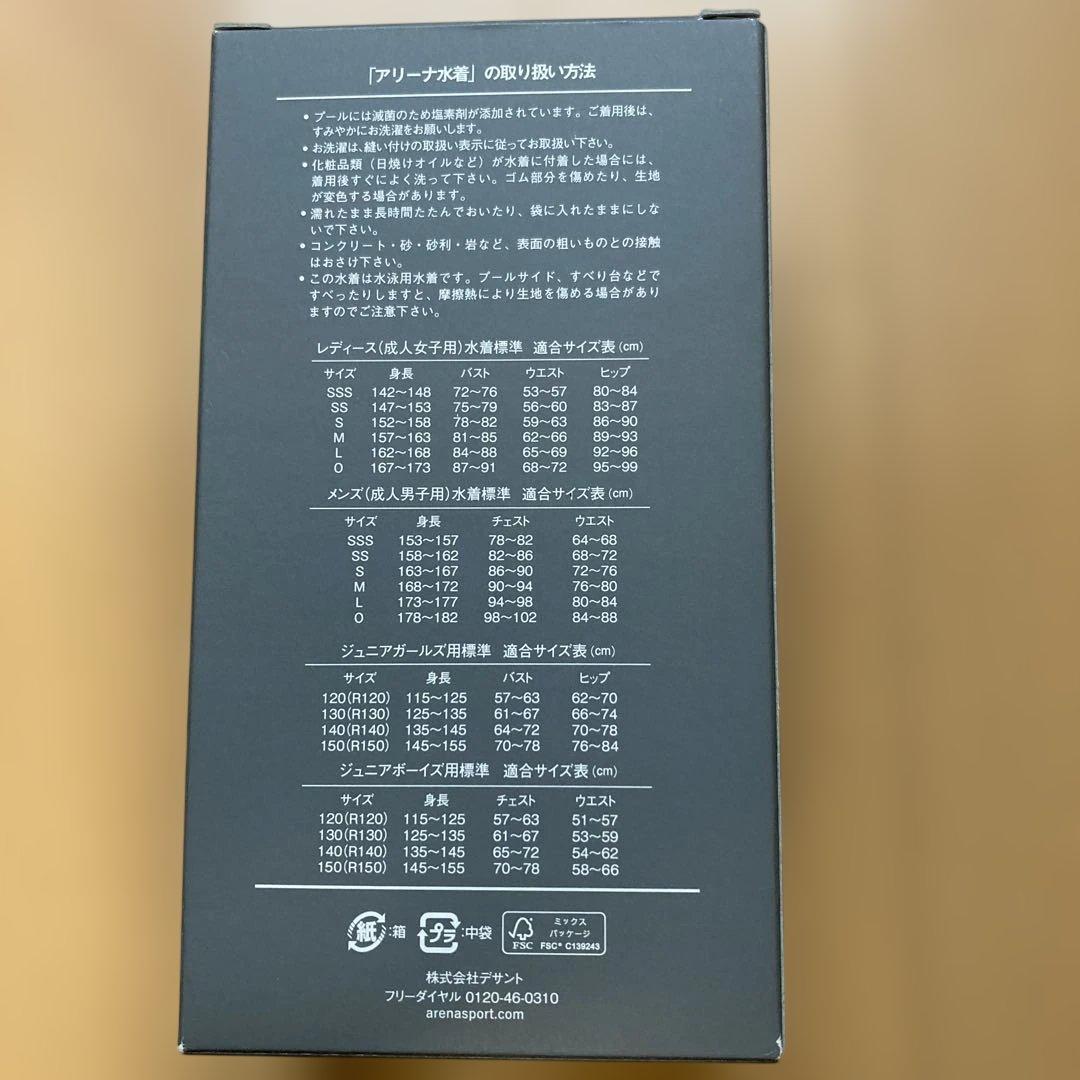 「アリーナ水着」の取り扱い方法
● プールには滅菌のため塩素剤が添加されています。ご着用後は、
すみやかにお洗濯をお願いします。
● お洗濯は、縫い付けの取扱い表示に従ってお取扱い下さい。
● 化粧品類（日焼けオイルなど）が水着に付着した場合には、
着用後すぐによく洗って下さい。ゴム部分を傷めたり、生地
が変色する場合があります。
● 濡れたまま長時間たたんでおいたり、袋に入れたままにしな
いで下さい。
● コンクリート・砂・砂利・岩など、表面の粗いものとの接触
はおさけ下さい。
● この水着は水泳用水着です。プールサイド、すべり台などで
すべったりしますと、摩擦熱により生地を傷める場合があり
ますのでご注意下さい。
レディース（成人女子用）水着標準 適合サイズ表（cm）
サイズ 身長 バスト ウエスト ヒップ
SSS 142〜148 72〜76 53〜57 80〜84
SS 147〜153 75〜79 56〜60 83〜87
S 152〜158 78〜82 59〜63 86〜90
M 157〜163 81〜85 62〜66 89〜93
L 162〜168 84〜88 65〜69 92〜96
O 167〜173 87〜91 68〜72 95〜99
メンズ（成人男子用）水着標準 適合サイズ表（cm）
サイズ 身長 チェスト ウエスト
SSS 153〜157 78〜82 64〜68
SS 158〜162 82〜86 68〜72
S 163〜167 86〜90 72〜76
M 168〜172 90〜94 76〜80
L 173〜177 94〜98 80〜84
O 178〜182 98〜102 84〜88
ジュニアガールズ用標準 適合サイズ表（cm）
サイズ 身長 バスト ヒップ
120（R120） 115〜125 57〜63 62〜70
130（R130） 125〜135 61〜67 66〜74
140（R140） 135〜145 64〜72 70〜78
150（R150） 145〜155 70〜78 76〜84
ジュニアボーイズ用標準 適合サイズ表（cm）
サイズ 身長 チェスト ウエスト
120（R120） 115〜125 57〜63 51〜57
130（R130） 125〜135 61〜67 53〜59
140（R140） 135〜145 65〜72 54〜62
150（R150） 145〜155 70〜78 58〜66
紙：箱 プラ：中袋 FSC ミックス
パッケージ
FSC® C139243
株式会社デサント
フリーダイヤル 0120-46-0310
arenasport.com